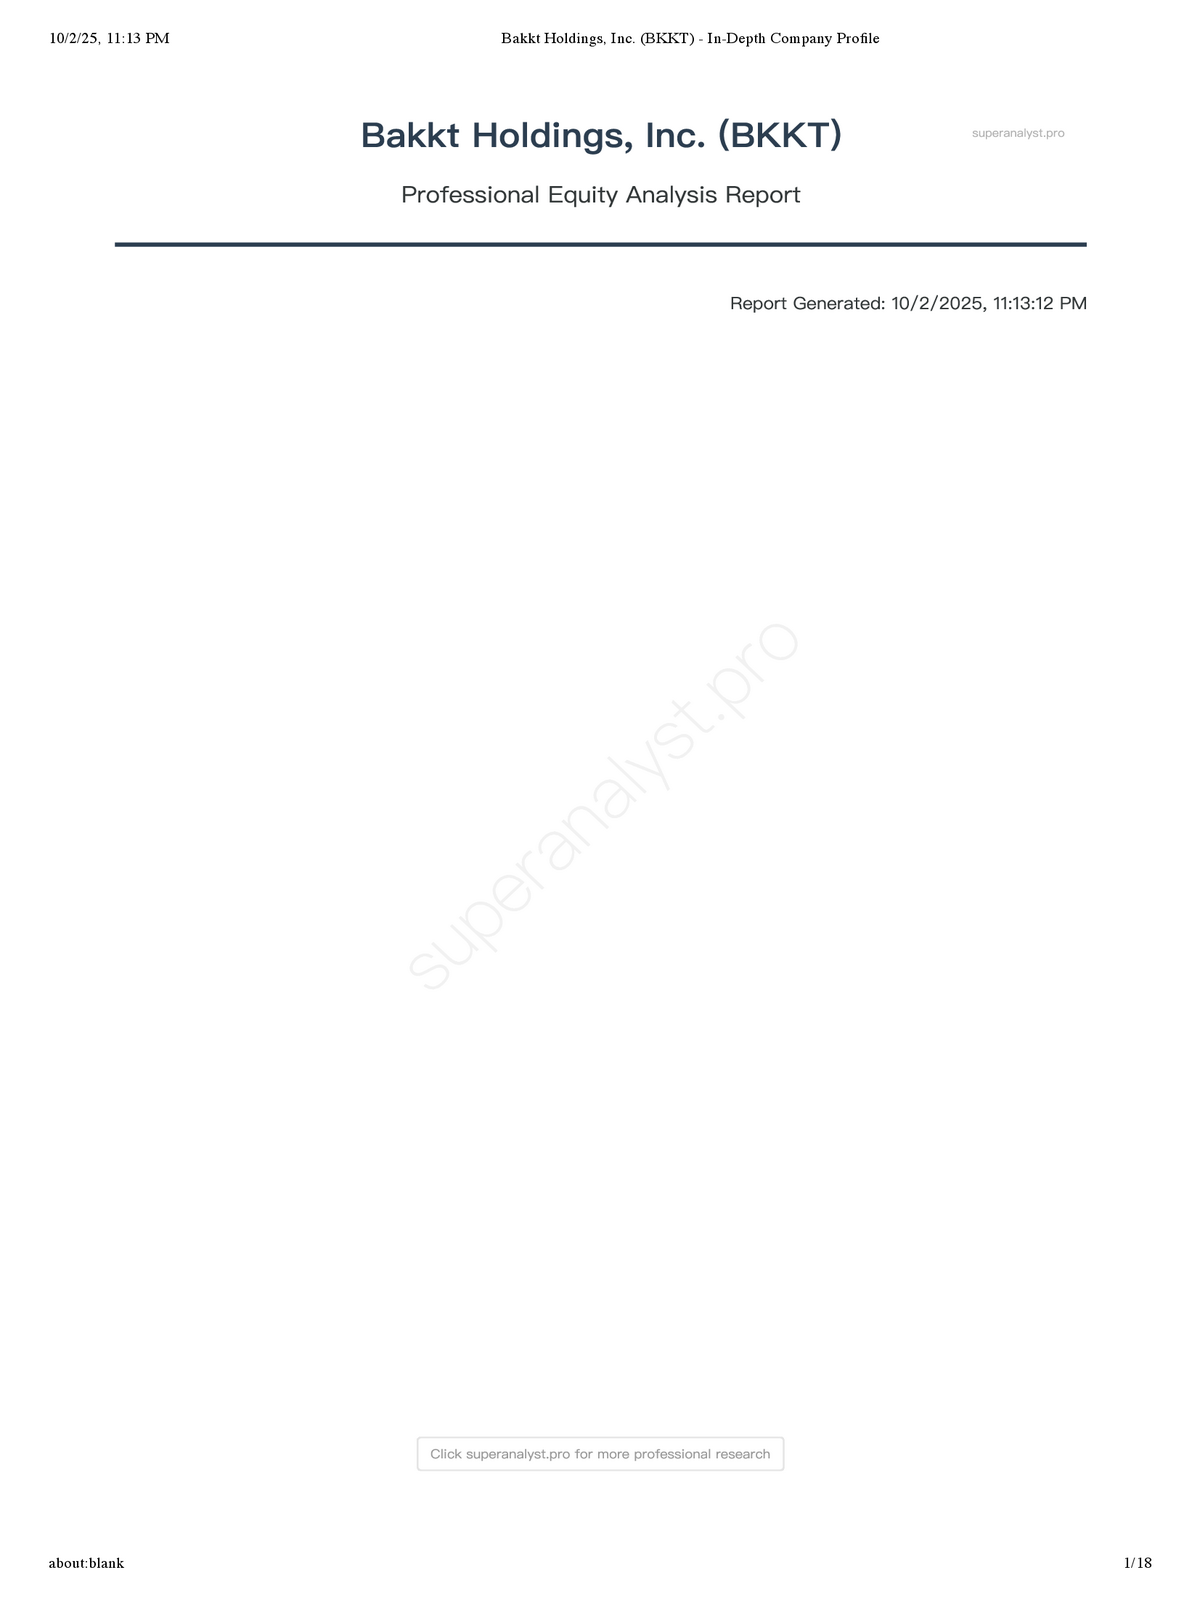 10/2/25, 11:13 PM
Bakkt Holdings, Inc. (BKKT) - In-Depth Company Profile
Bakkt Holdings, Inc. (BKKT)
superanalyst.pro
Professional Equity Analysis Report
Report Generated: 10/2/2025, 11:13:12 PM
superanalyst.pro
Click superanalyst.pro for more professional research
about:blank
1/18